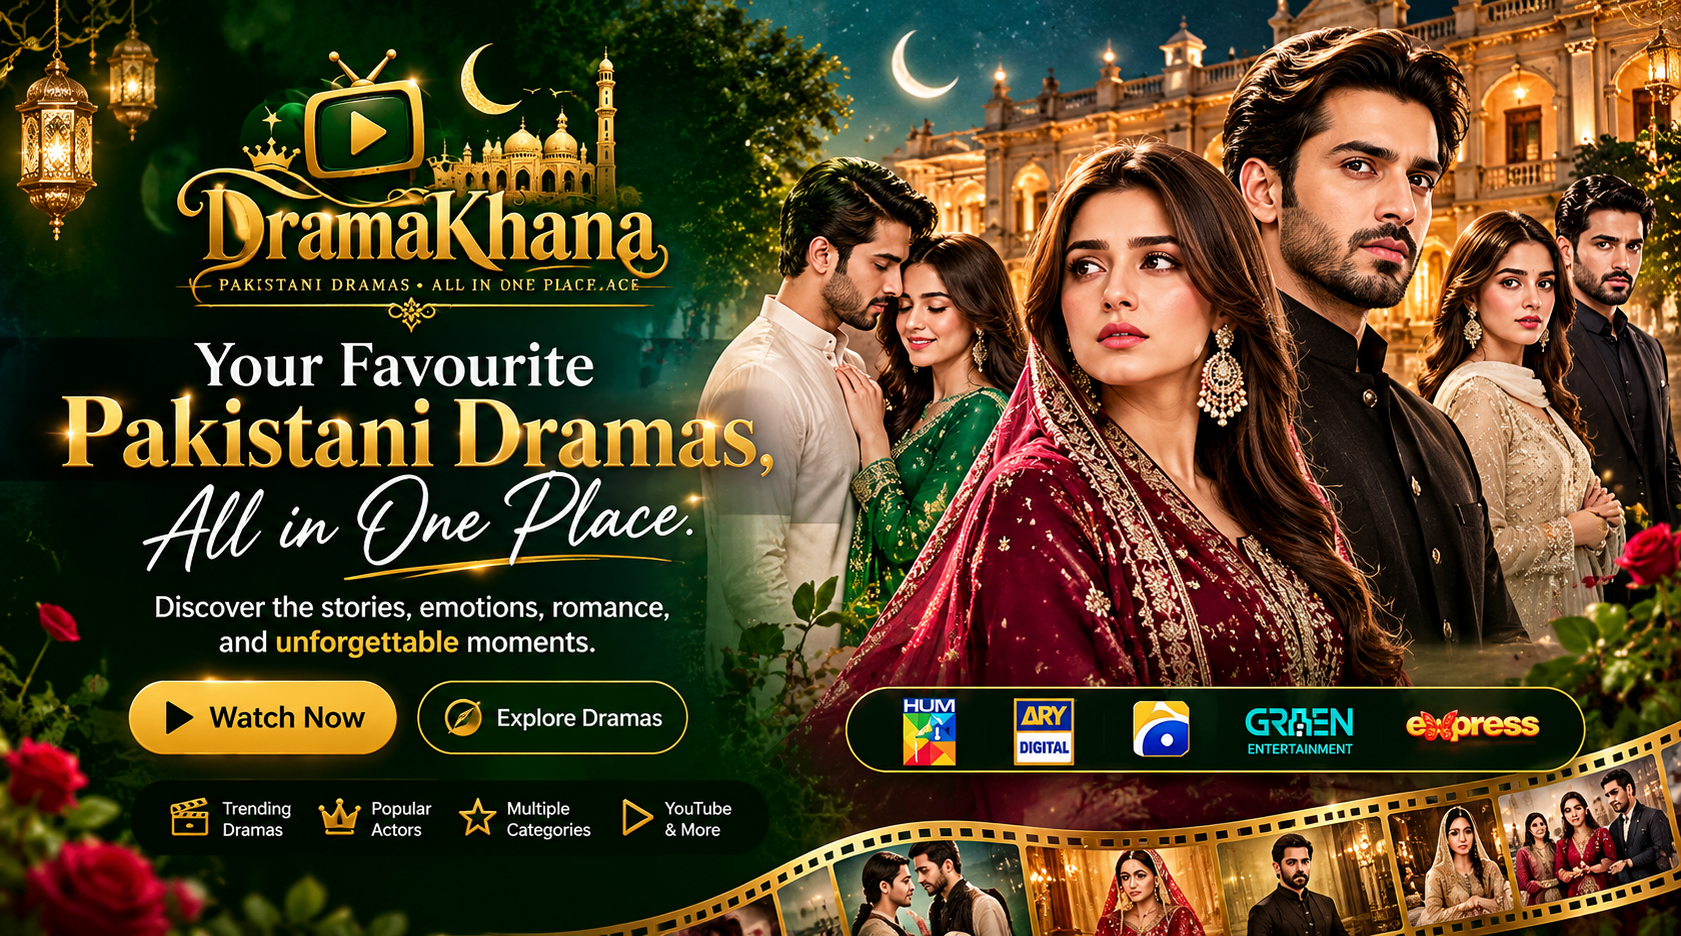 DramaKhana
PAKISTANI DRAMAS • ALL IN ONE PLACE.ACE
Your Favourite
Pakistani Dramas,
All in One Place.
Discover the stories, emotions, romance,
and unforgettable moments.
Watch Now
Explore Dramas
Trending
Dramas
Popular
Actors
Multiple
Categories
YouTube
& More
HUM
ARY
DIGITAL
GREEN
ENTERTAINMENT
express